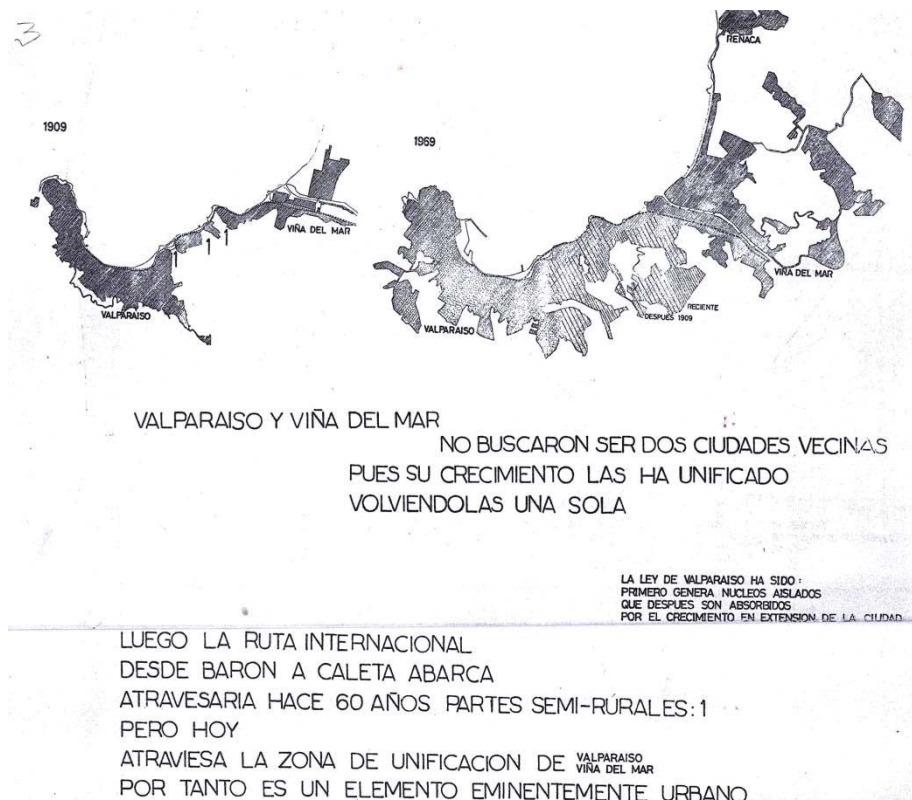 3
1909
1969
REÑACA
VIÑA DEL MAR
1 1 1
VALPARAISO
VIÑA DEL MAR
RECIENTE
DESPUES 1909
VALPARAISO
VALPARAISO Y VIÑA DEL MAR
NO BUSCARON SER DOS CIUDADES VECINAS
PUES SU CRECIMIENTO LAS HA UNIFICADO
VOLVIENDOLAS UNA SOLA
LA LEY DE VALPARAISO HA SIDO :
PRIMERO GENERA NUCLEOS AISLADOS
QUE DESPUES SON ABSORBIDOS
POR EL CRECIMIENTO EN EXTENSION DE LA CIUDAD
LUEGO LA RUTA INTERNACIONAL
DESDE BARON A CALETA ABARCA
ATRAVESARIA HACE 60 AÑOS PARTES SEMI-RÚRALES: 1
PERO HOY
ATRAVIESA LA ZONA DE UNIFICACION DE VALPARAISO
VIÑA DEL MAR
POR TANTO ES UN ELEMENTO EMINENTEMENTE URBANO